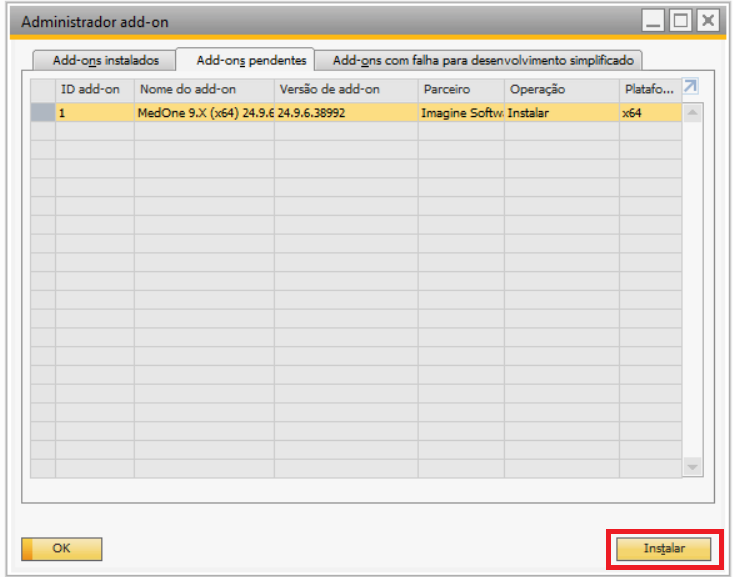 Administrador add-on
Add-ons instalados Add-ons pendentes Add-ons com falha para desenvolvimento simplificado
ID add-on Nome do add-on Versão de add-on Parceiro Operação Platafo...
1 MedOne 9.X (x64) 24.9.6 24.9.6.38992 Imagine Softw Instalar x64
OK Instalar